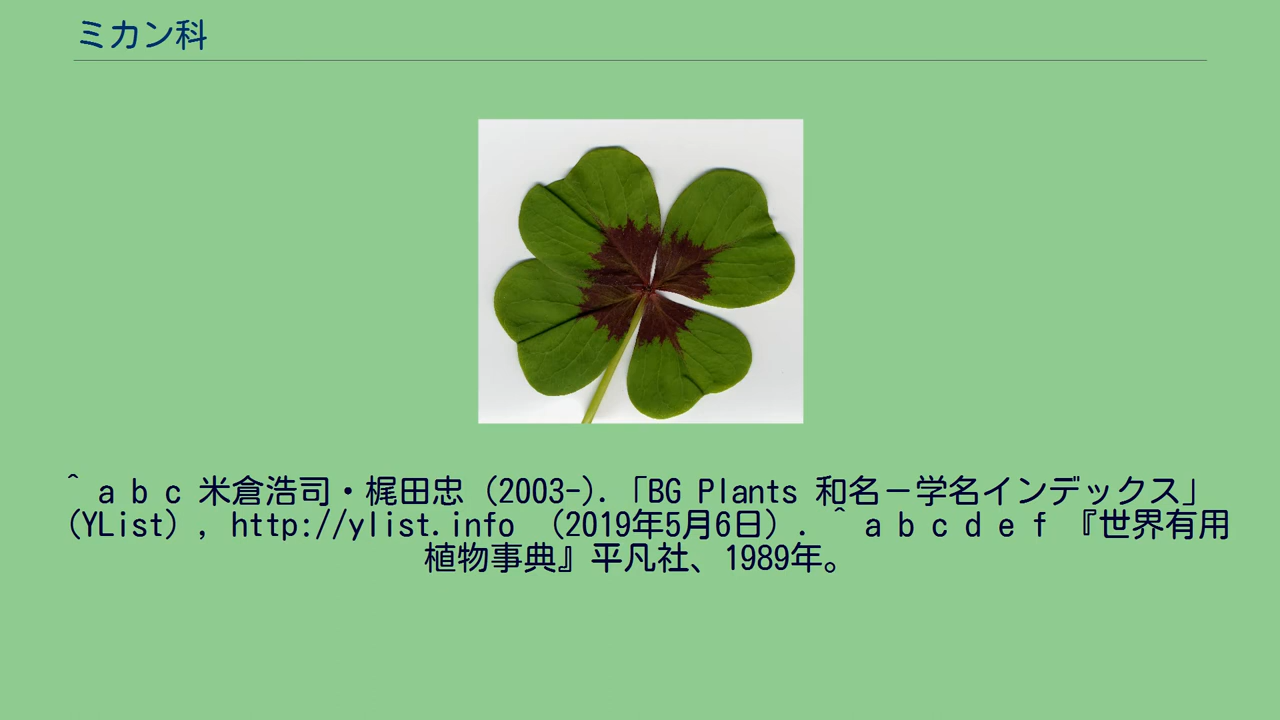 ミカン科
^ a b c 米倉浩司・梶田忠 (2003-).「BG Plants 和名－学名インデックス」
(YList) , http://ylist.info （2019年5月6日）. ^ a b c d e f 『世界有用
植物事典』平凡社、1989年。